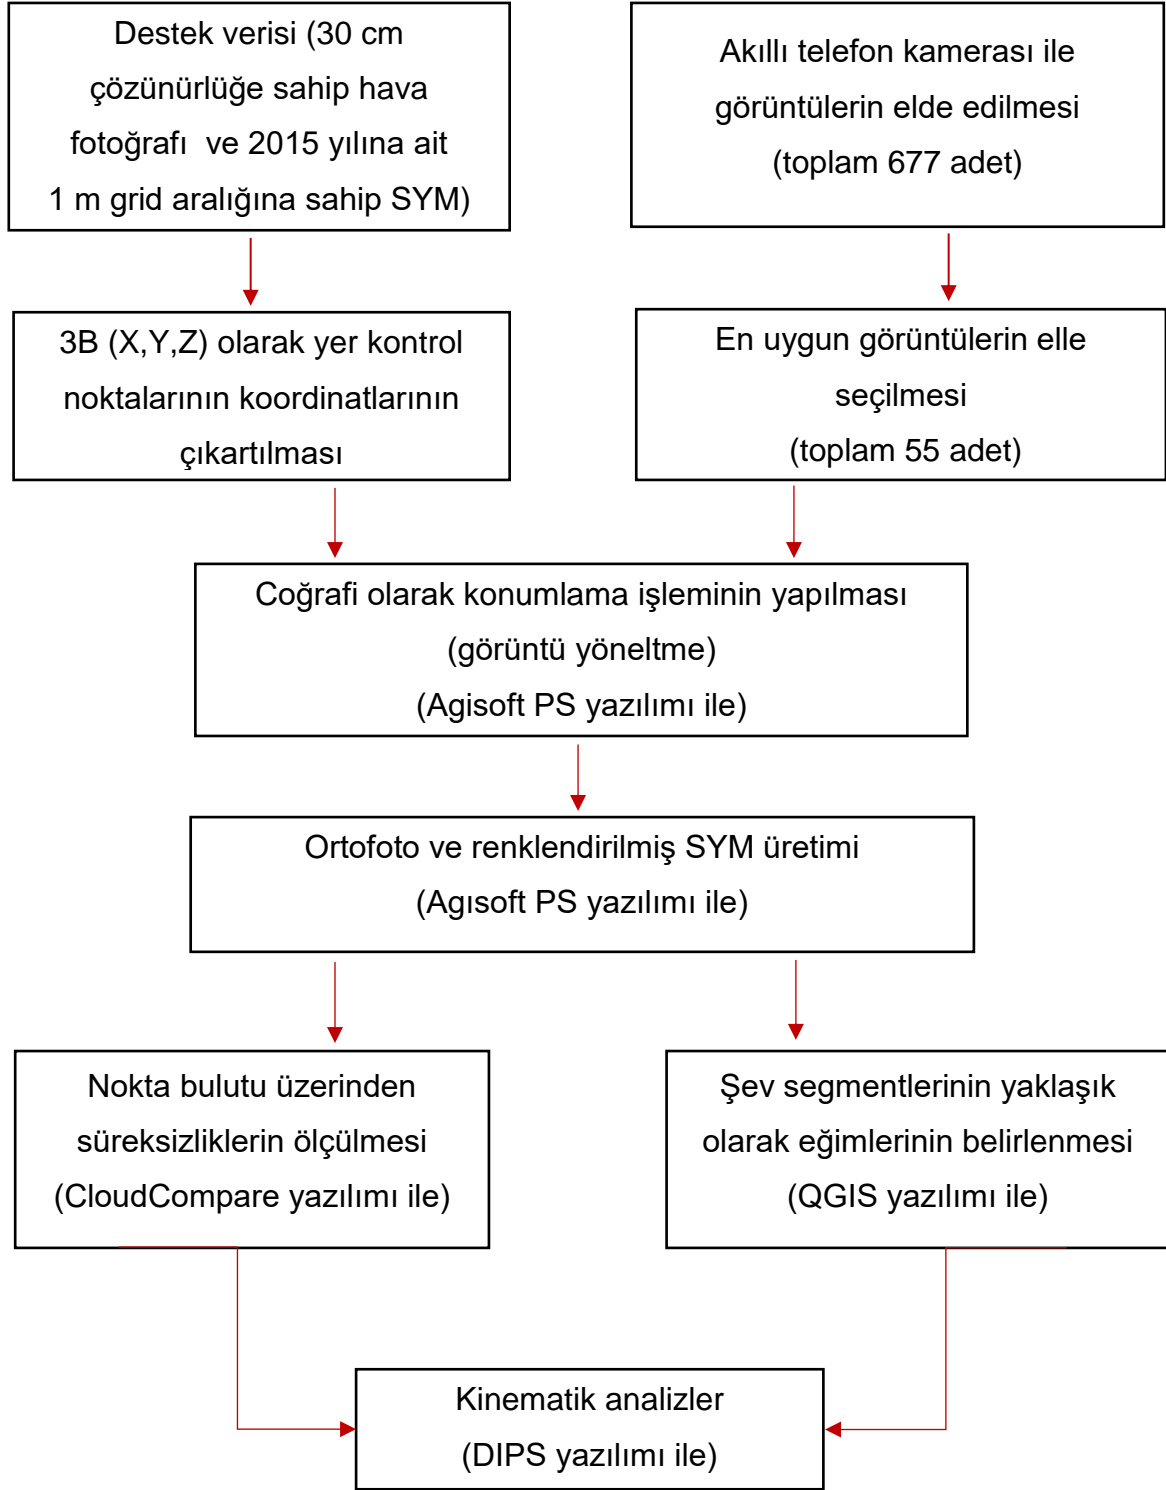 Destek verisi (30 cm
çözünürlüğe sahip hava
fotoğrafı  ve 2015 yılına ait
1 m grid aralığına sahip SYM)
Akıllı telefon kamerası ile
görüntülerin elde edilmesi
(toplam 677 adet)
3B (X,Y,Z) olarak yer kontrol
noktalarının koordinatlarının
çıkartılması
En uygun görüntülerin elle
seçilmesi
(toplam 55 adet)
Coğrafi olarak konumlama işleminin yapılması
(görüntü yöneltme)
(Agisoft PS yazılımı ile)
Ortofoto ve renklendirilmiş SYM üretimi
(Agısoft PS yazılımı ile)
Nokta bulutu üzerinden
süreksizliklerin ölçülmesi
(CloudCompare yazılımı ile)
Şev segmentlerinin yaklaşık
olarak eğimlerinin belirlenmesi
(QGIS yazılımı ile)
Kinematik analizler
(DIPS yazılımı ile)